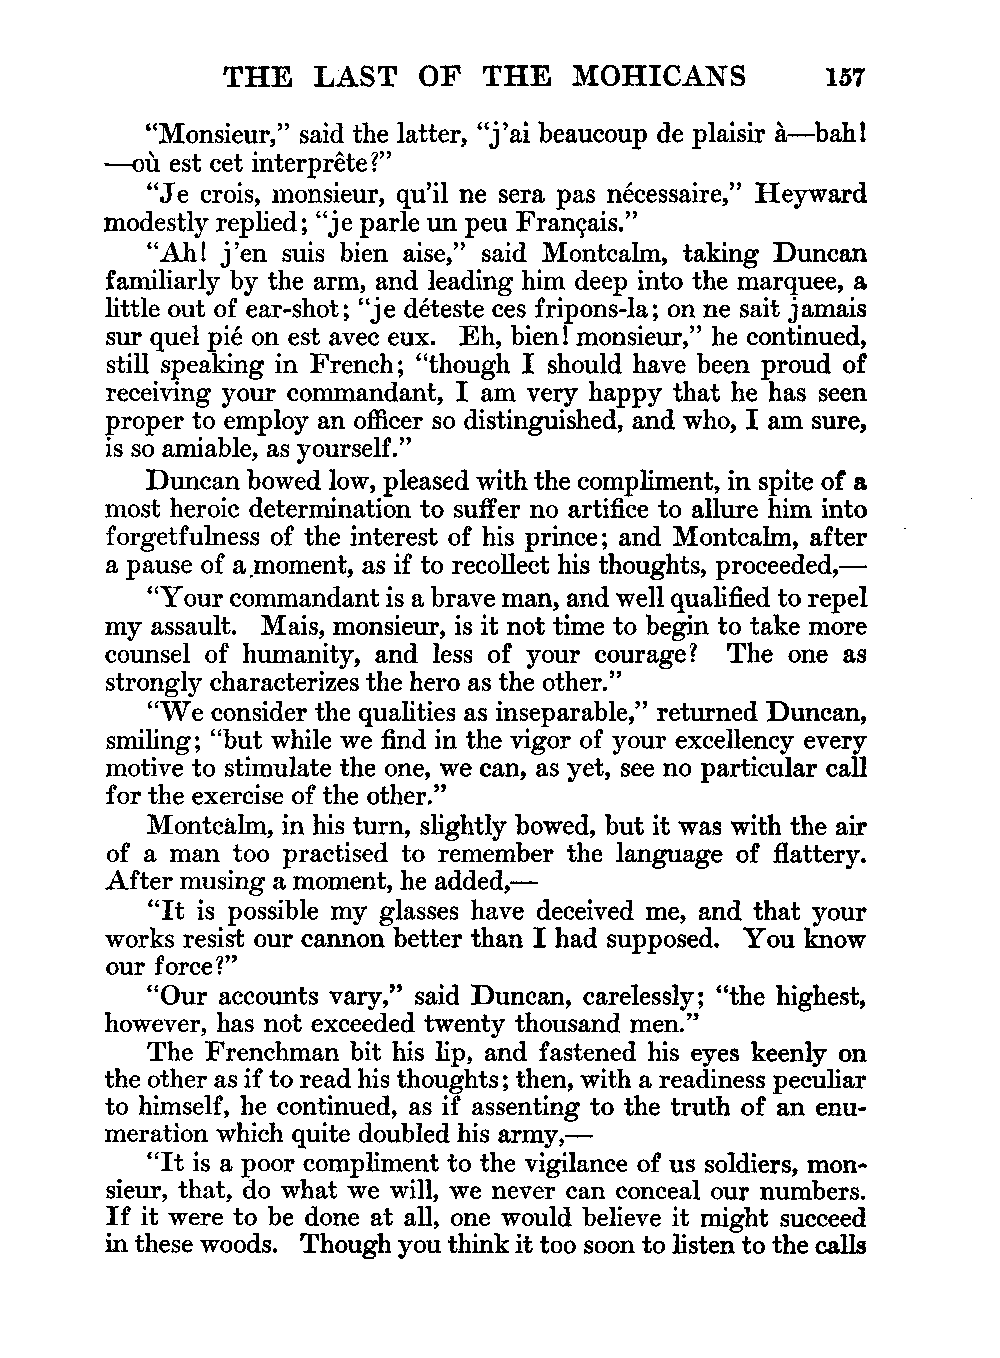 THE LAST OF THE MOHICANS 157
“Monsieur,” said the latter, “j’ai beaucoup de plaisir à—bah!
—où est cet interprête?”
“Je crois, monsieur, qu’il ne sera pas nécessaire,” Heyward
modestly replied; “je parle un peu Français.”
“Ah! j’en suis bien aise,” said Montcalm, taking Duncan
familiarly by the arm, and leading him deep into the marquee, a
little out of ear-shot; “je déteste ces fripons-la; on ne sait jamais
sur quel pié on est avec eux. Eh, bien! monsieur,” he continued,
still speaking in French; “though I should have been proud of
receiving your commandant, I am very happy that he has seen
proper to employ an officer so distinguished, and who, I am sure,
is so amiable, as yourself.”
Duncan bowed low, pleased with the compliment, in spite of a
most heroic determination to suffer no artifice to allure him into
forgetfulness of the interest of his prince; and Montcalm, after
a pause of a moment, as if to recollect his thoughts, proceeded,—
“Your commandant is a brave man, and well qualified to repel
my assault. Mais, monsieur, is it not time to begin to take more
counsel of humanity, and less of your courage? The one as
strongly characterizes the hero as the other.”
“We consider the qualities as inseparable,” returned Duncan,
smiling; “but while we find in the vigor of your excellency every
motive to stimulate the one, we can, as yet, see no particular call
for the exercise of the other.”
Montcalm, in his turn, slightly bowed, but it was with the air
of a man too practised to remember the language of flattery.
After musing a moment, he added,—
“It is possible my glasses have deceived me, and that your
works resist our cannon better than I had supposed. You know
our force?”
“Our accounts vary,” said Duncan, carelessly; “the highest,
however, has not exceeded twenty thousand men.”
The Frenchman bit his lip, and fastened his eyes keenly on
the other as if to read his thoughts; then, with a readiness peculiar
to himself, he continued, as if assenting to the truth of an enu-
meration which quite doubled his army,—
“It is a poor compliment to the vigilance of us soldiers, mon-
sieur, that, do what we will, we never can conceal our numbers.
If it were to be done at all, one would believe it might succeed
in these woods. Though you think it too soon to listen to the calls